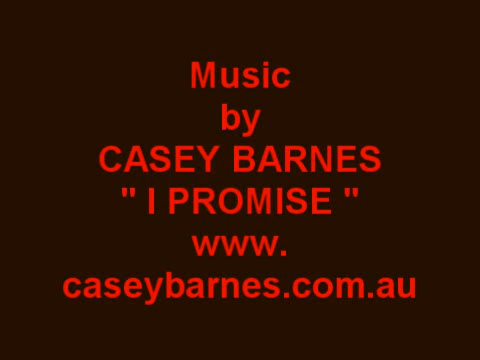 Music
by
CASEY BARNES
" I PROMISE "
www.
caseybarnes.com.au